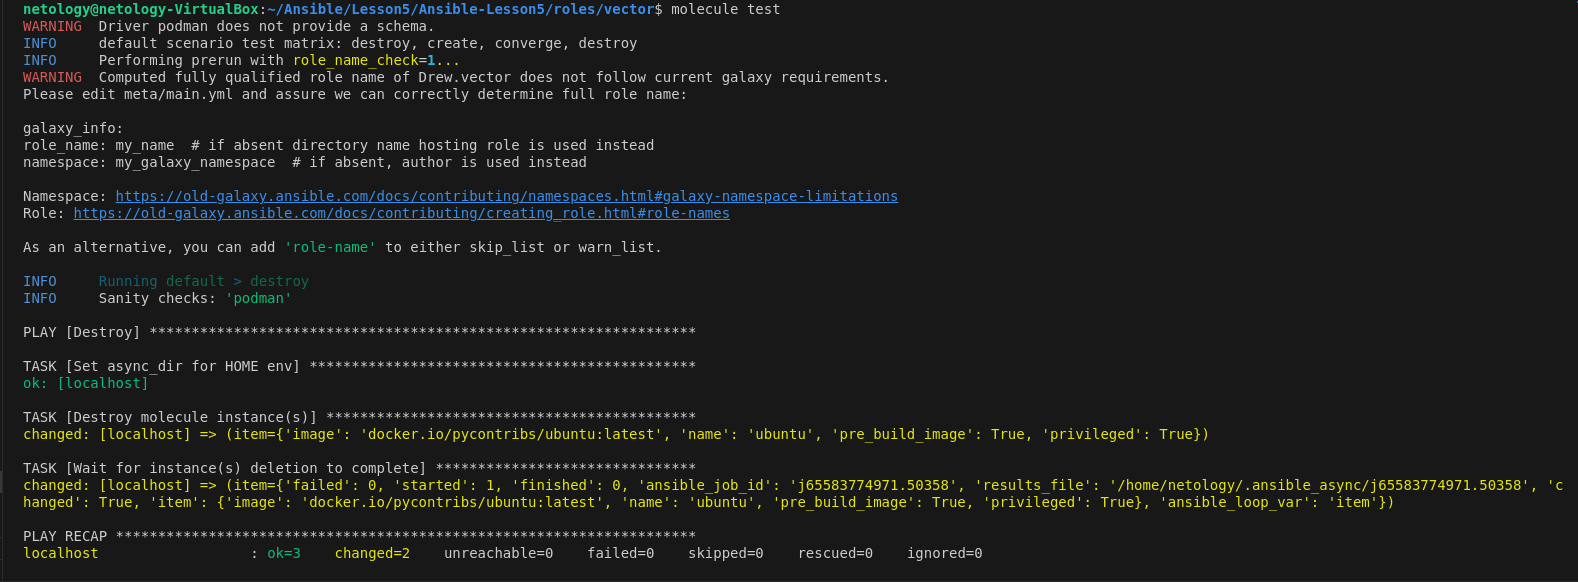 netology@netology-VirtualBox:~/Ansible/Lesson5/Ansible-Lesson5/roles/vector$ molecule test
WARNING  Driver podman does not provide a schema.
INFO     default scenario test matrix: destroy, create, converge, destroy
INFO     Performing prerun with role_name_check=1...
WARNING  Computed fully qualified role name of Drew.vector does not follow current galaxy requirements.
Please edit meta/main.yml and assure we can correctly determine full role name:

galaxy_info:
role_name: my_name  # if absent directory name hosting role is used instead
namespace: my_galaxy_namespace  # if absent, author is used instead

Namespace: https://old-galaxy.ansible.com/docs/contributing/namespaces.html#galaxy-namespace-limitations
Role: https://old-galaxy.ansible.com/docs/contributing/creating_role.html#role-names

As an alternative, you can add 'role-name' to either skip_list or warn_list.

INFO     Running default > destroy
INFO     Sanity checks: 'podman'

PLAY [Destroy] *****************************************************************

TASK [Set async_dir for HOME env] **********************************************
ok: [localhost]

TASK [Destroy molecule instance(s)] ********************************************
changed: [localhost] => (item={'image': 'docker.io/pycontribs/ubuntu:latest', 'name': 'ubuntu', 'pre_build_image': True, 'privileged': True})

TASK [Wait for instance(s) deletion to complete] *******************************
changed: [localhost] => (item={'failed': 0, 'started': 1, 'finished': 0, 'ansible_job_id': 'j65583774971.50358', 'results_file': '/home/netology/.ansible_async/j65583774971.50358', 'c
hanged': True, 'item': {'image': 'docker.io/pycontribs/ubuntu:latest', 'name': 'ubuntu', 'pre_build_image': True, 'privileged': True}, 'ansible_loop_var': 'item'})

PLAY RECAP *********************************************************************
localhost                  : ok=3    changed=2    unreachable=0    failed=0    skipped=0    rescued=0    ignored=0